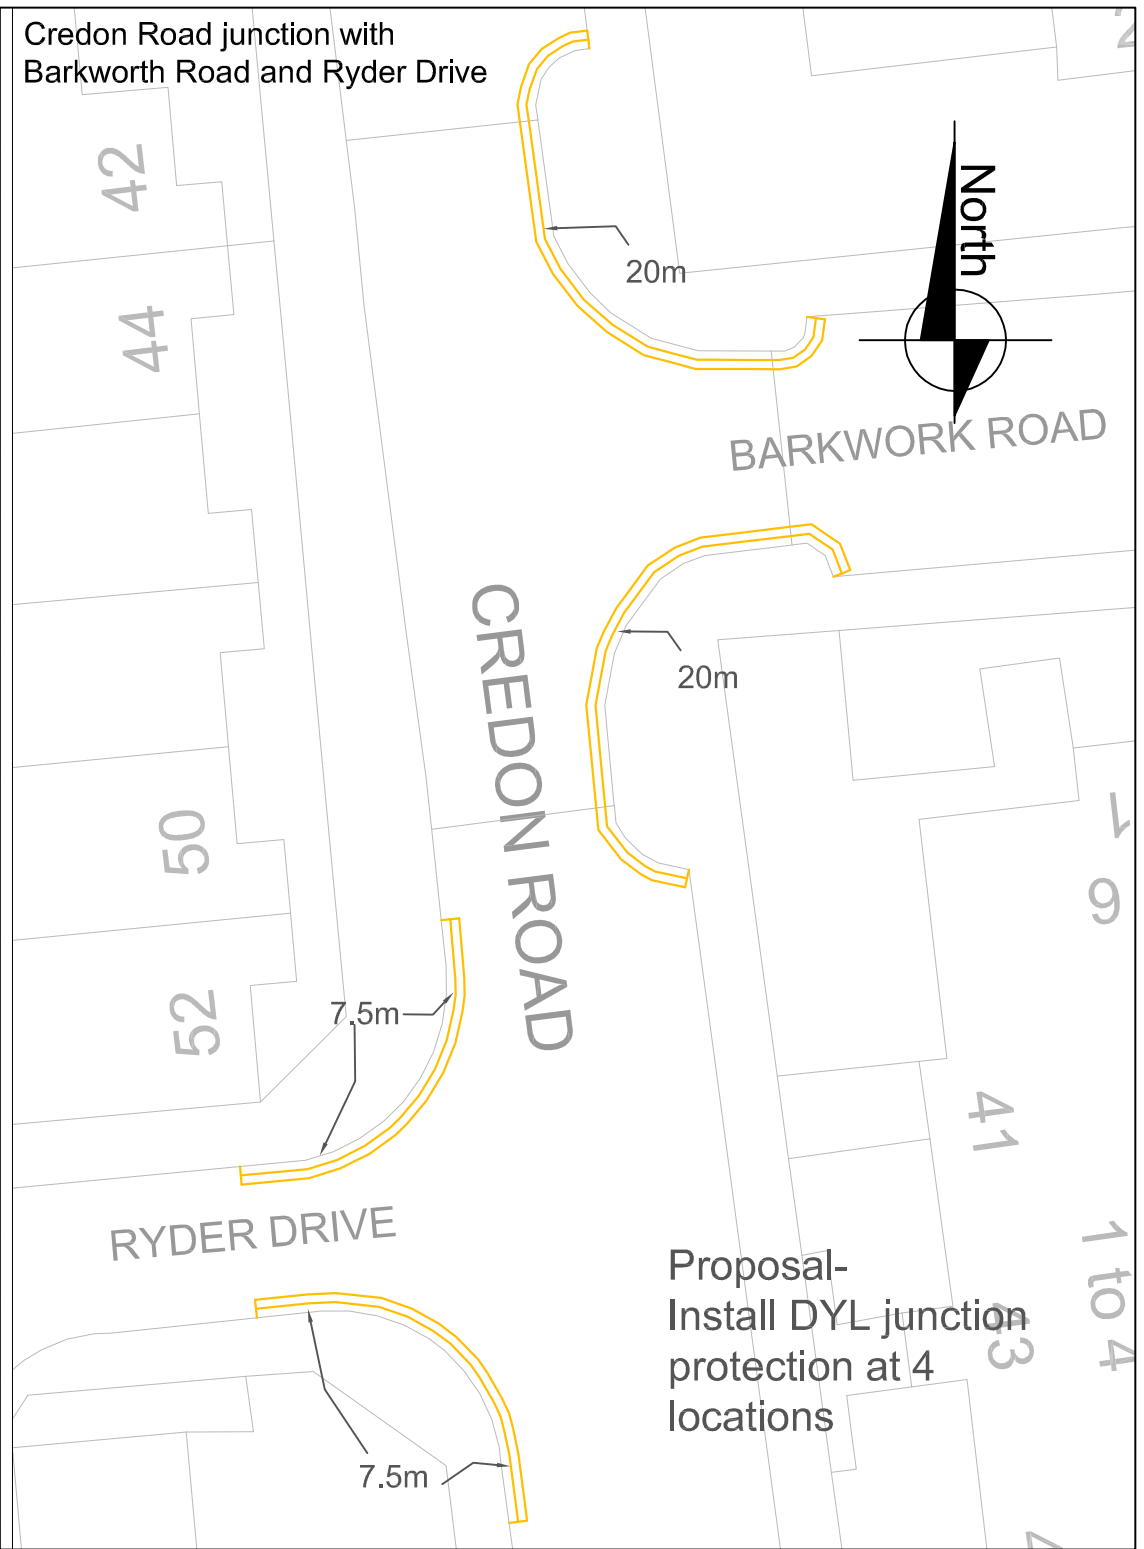 Credon Road junction with
Barkworth Road and Ryder Drive
42
North
20m
44
BARKWORK ROAD
CREDON ROAD
20m
50
1
6
52
7.5m
41
RYDER DRIVE
1 to 4
Proposal-
Install DYL junction
protection at 4
locations
43
7.5m